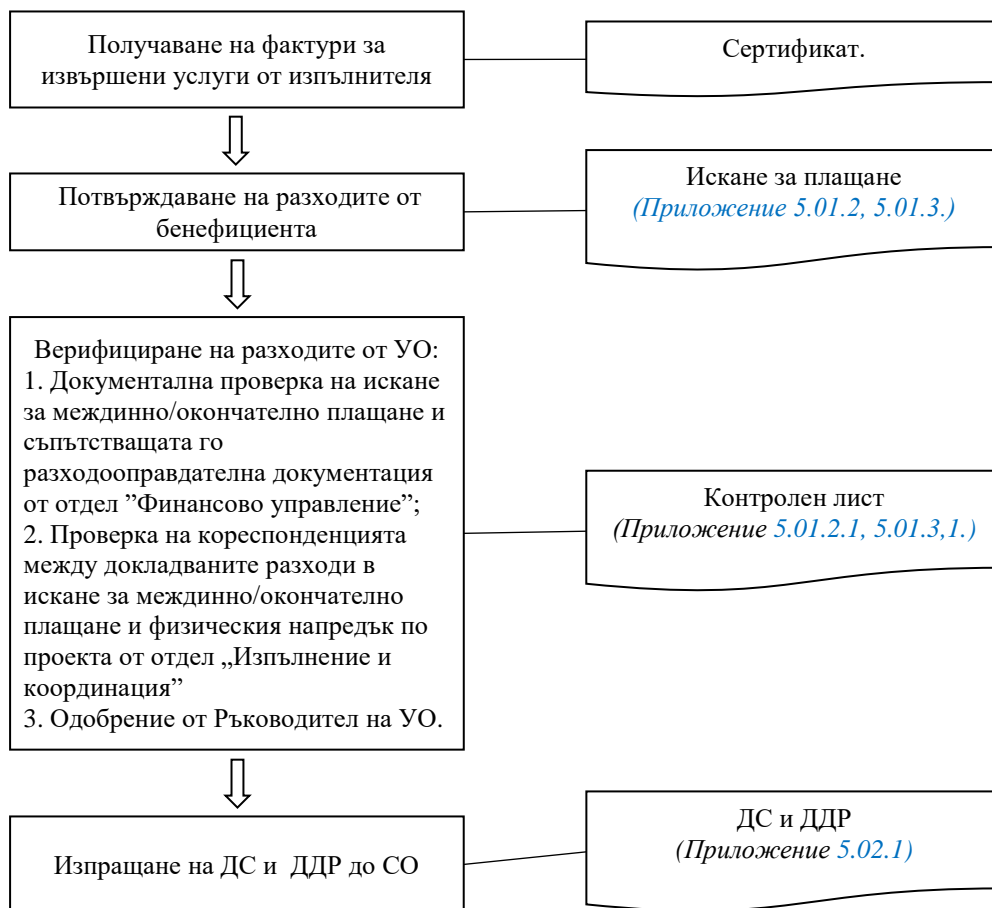 Получаване на фактури за
извършени услуги от изпълнителя
Сертификат.
Потвърждаване на разходите от
бенефициента
Искане за плащане
(Приложение 5.01.2, 5.01.3.)
Верифициране на разходите от УО:
1. Документална проверка на искане
за междинно/окончателно плащане и
съпътстващата го
разходооправдателна документация
от отдел ”Финансово управление”;
2. Проверка на кореспонденцията
между докладваните разходи в
искане за междинно/окончателно
плащане и физическия напредък по
проекта от отдел „Изпълнение и
координация”
3. Одобрение от Ръководител на УО.
Контролен лист
(Приложение 5.01.2.1, 5.01.3,1.)
Изпращане на ДС и ДДР до СО
ДС и ДДР
(Приложение 5.02.1)